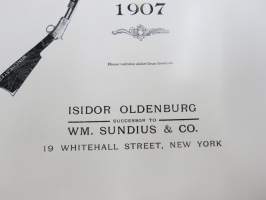 1907
ISIDOR OLDENBURG
SUCCESSOR TO
WM. SUNDIUS & CO.
19 WHITEHALL STREET, NEW YORK